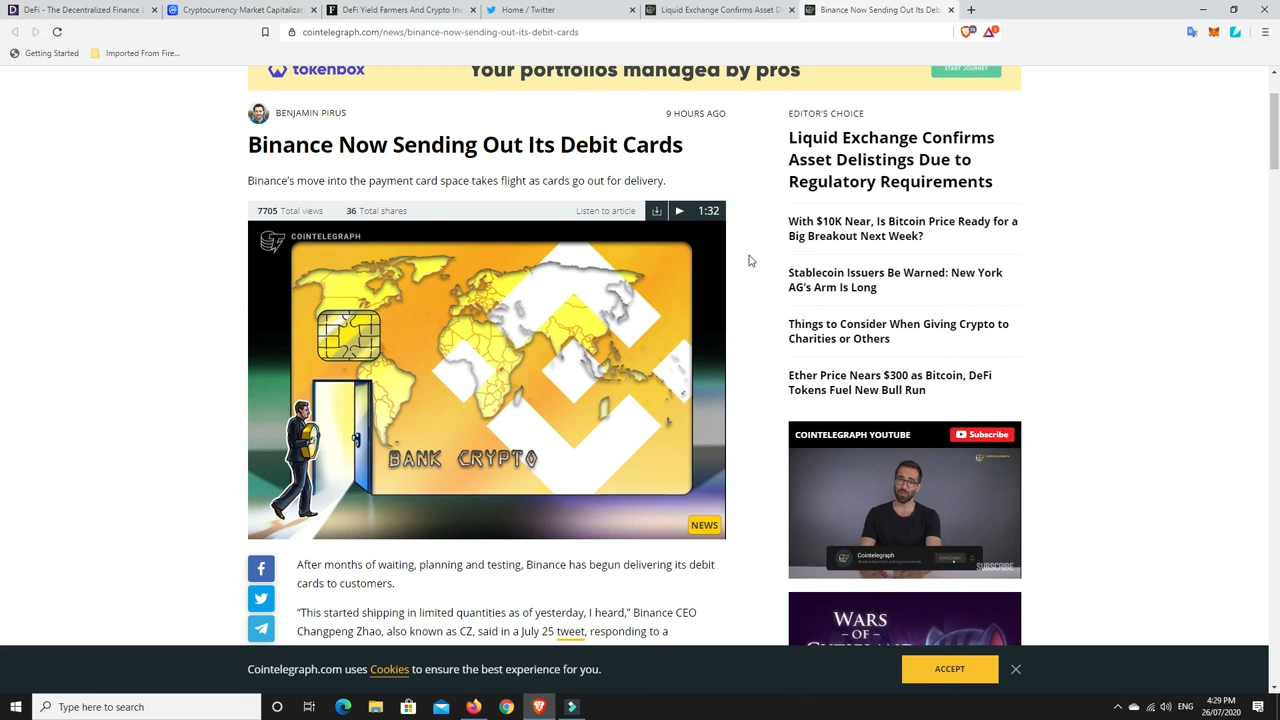 DeFi - The Decentralized Finance L
Cryptocurrency Market Capitalizat
DeFi Yield Farmers And Crypto Inve
Home / Twitter
Liquid Exchange Confirms Asset D
Binance Now Sending Out Its Deb
cointelegraph.com/news/binance-now-sending-out-its-debit-cards
Getting Started
Imported From Fire...
tokenbox
Your portfolios managed by pros
START JOURNEY
BENJAMIN PIRUS
9 HOURS AGO
Binance Now Sending Out Its Debit Cards
Binance's move into the payment card space takes flight as cards go out for delivery.
7705 Total views
36 Total shares
Listen to article
1:32
COINTELEGRAPH
BANK CRYPTO
NEWS
After months of waiting, planning and testing, Binance has begun delivering its debit
cards to customers.
“This started shipping in limited quantities as of yesterday, I heard,” Binance CEO
Changpeng Zhao, also known as CZ, said in a July 25 tweet, responding to a
EDITOR'S CHOICE
Liquid Exchange Confirms
Asset Delistings Due to
Regulatory Requirements
With $10K Near, Is Bitcoin Price Ready for a
Big Breakout Next Week?
Stablecoin Issuers Be Warned: New York
AG's Arm Is Long
Things to Consider When Giving Crypto to
Charities or Others
Ether Price Nears $300 as Bitcoin, DeFi
Tokens Fuel New Bull Run
COINTELEGRAPH YOUTUBE
Subscribe
Cointelegraph
SUBSCRIBE
WARS
OF
Cointelegraph.com uses Cookies to ensure the best experience for you.
ACCEPT
Type here to search
ENG
4:29 PM
26/07/2020